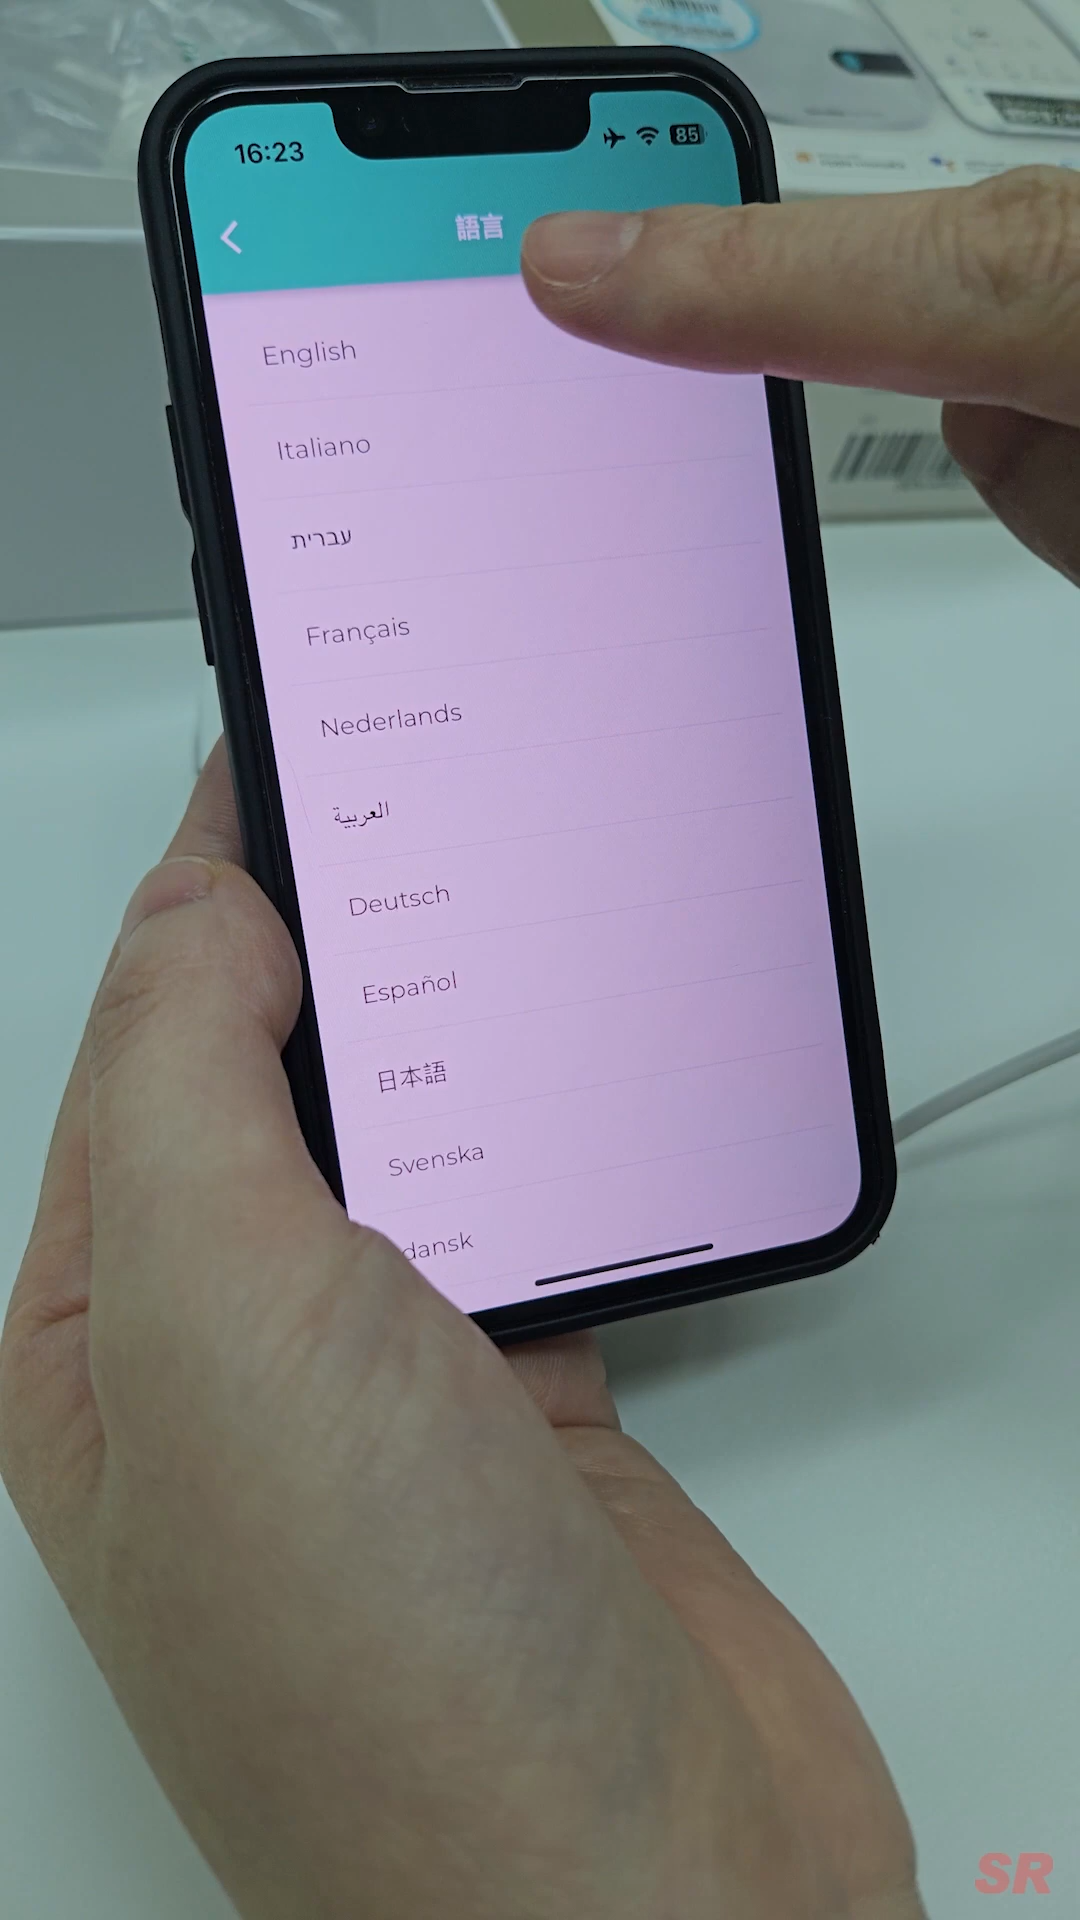 16:23
85
語言
English
Italiano
עברית
Français
Nederlands
العربية
Deutsch
Español
日本語
Svenska
dansk
SR